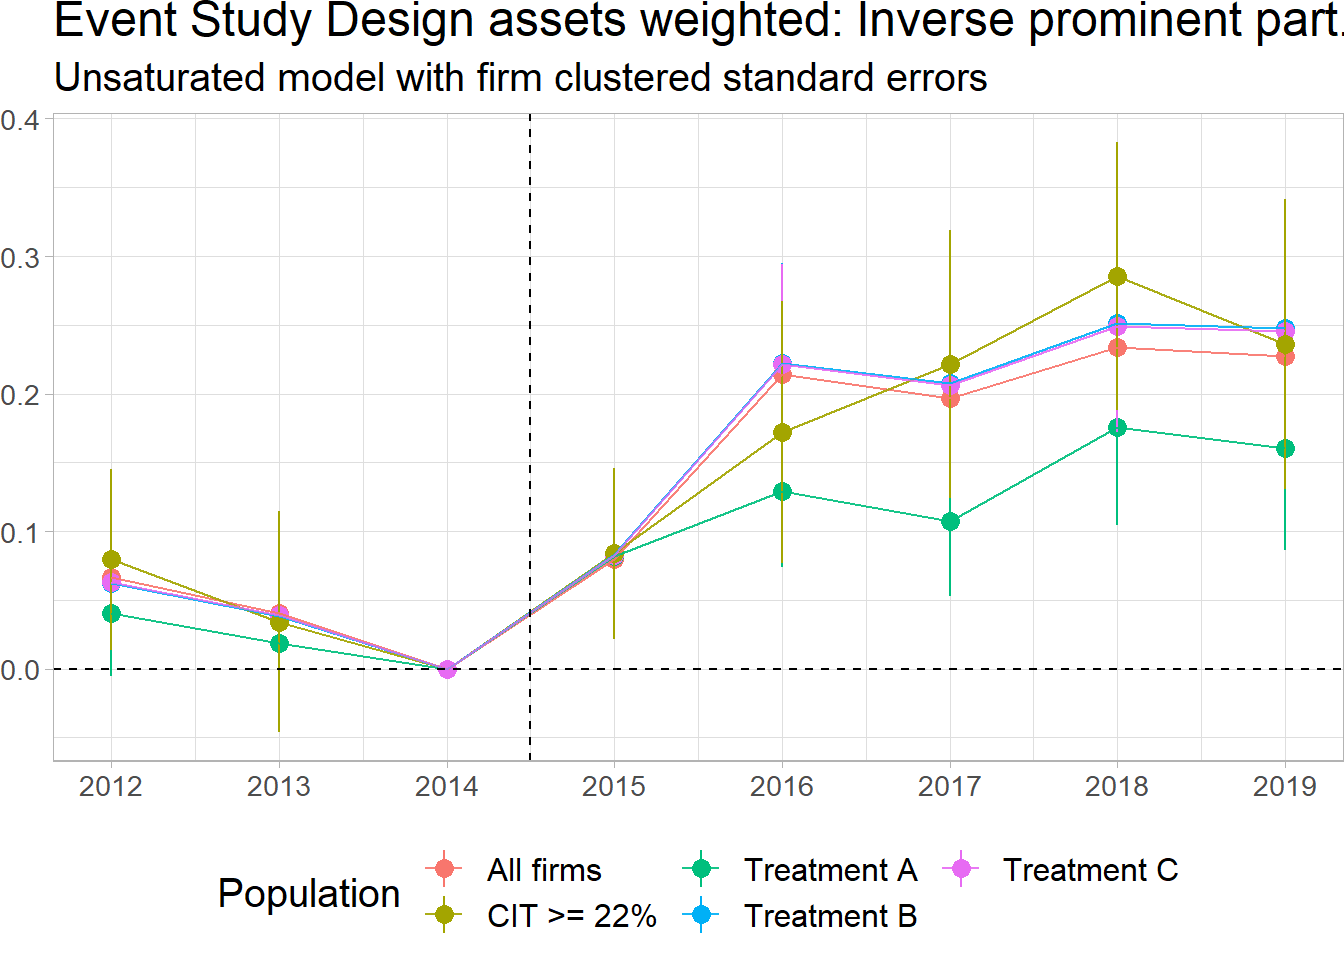 Event Study Design assets weighted: Inverse prominent part.
Unsaturated model with firm clustered standard errors
0.4
0.3
0.2
0.1
0.0
2012 2013 2014 2015 2016 2017 2018 2019
Population
All firms Treatment A Treatment C
CIT >= 22% Treatment B